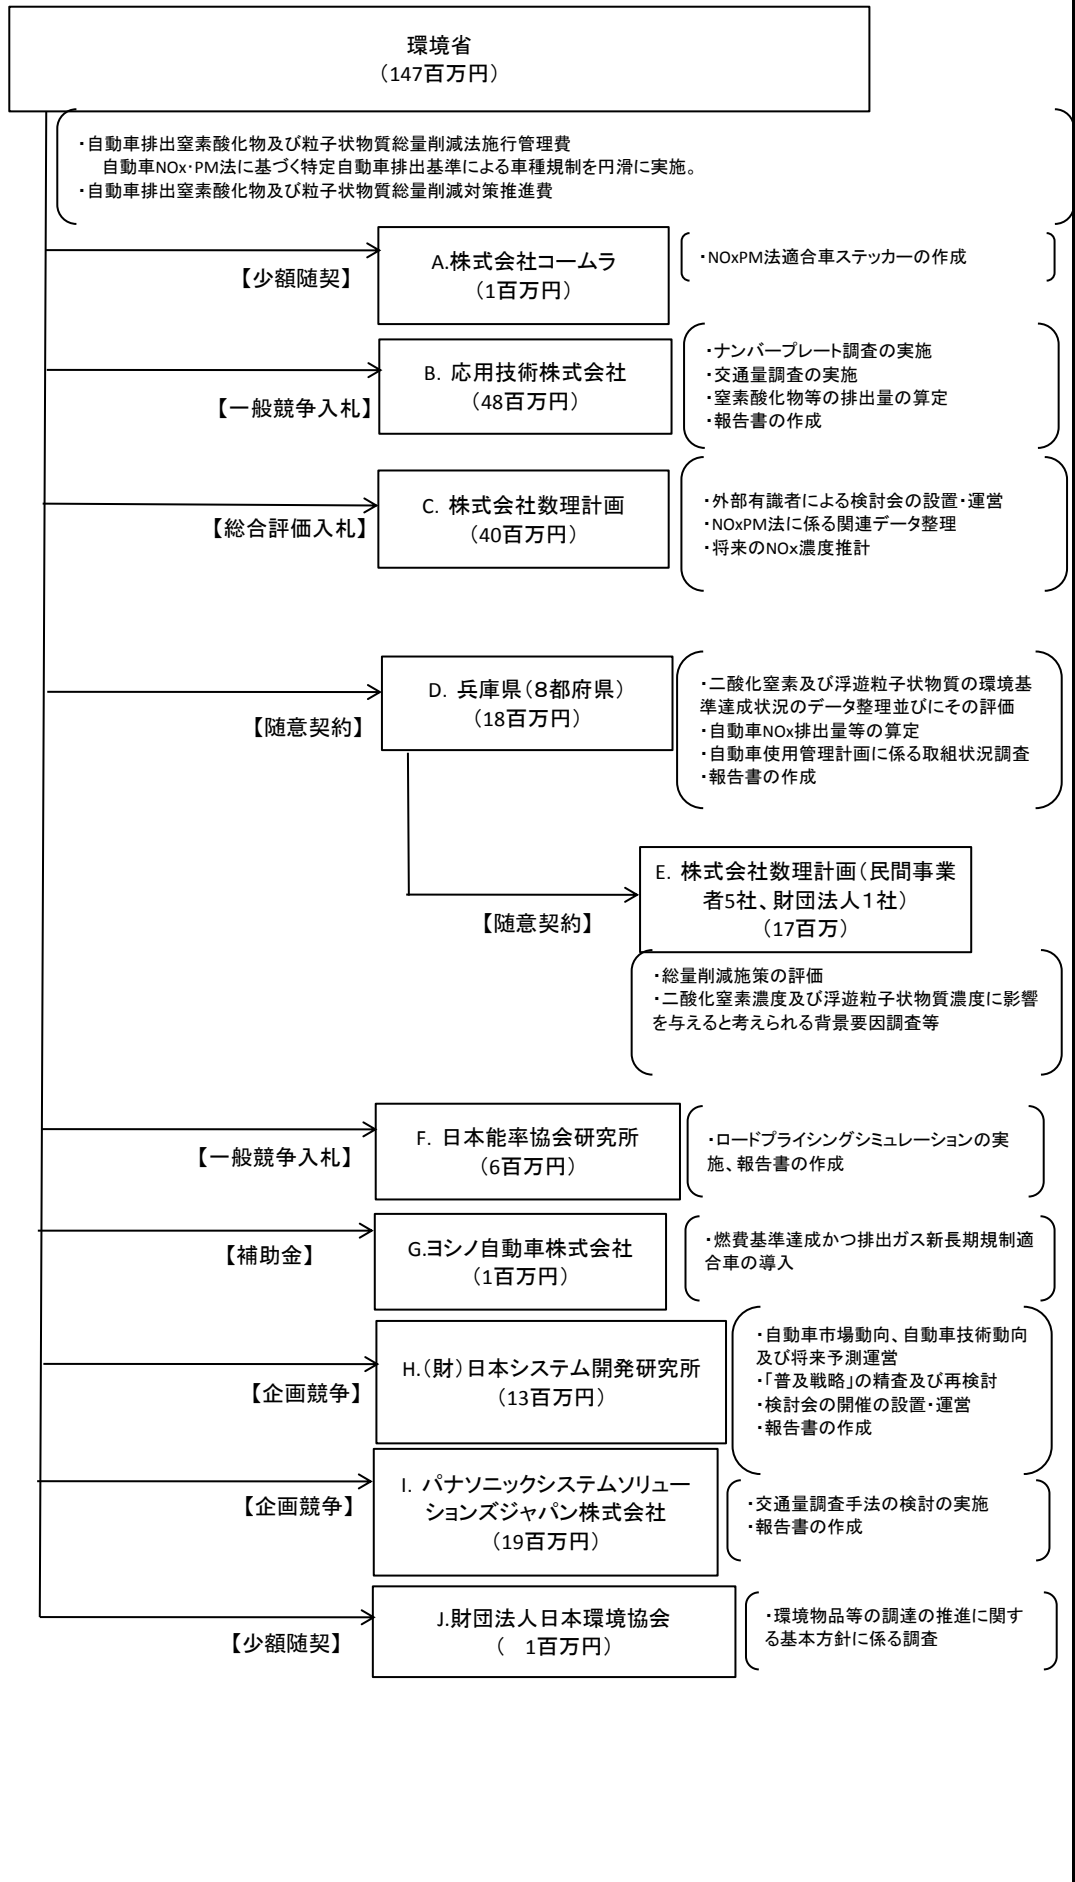 環境省
（147百万円）
・自動車排出窒素酸化物及び粒子状物質総量削減法施行管理費
自動車NOx・PM法に基づく特定自動車排出基準による車種規制を円滑に実施。
・自動車排出窒素酸化物及び粒子状物質総量削減対策推進費
A.株式会社コームラ
（1百万円）
【少額随契】
・NOxPM法適合車ステッカーの作成
B. 応用技術株式会社
（48百万円）
【一般競争入札】
・ナンバープレート調査の実施
・交通量調査の実施
・窒素酸化物等の排出量の算定
・報告書の作成
C. 株式会社数理計画
（40百万円）
【総合評価入札】
・外部有識者による検討会の設置・運営
・NOxPM法に係る関連データ整理
・将来のNOx濃度推計
D. 兵庫県（８都府県）
（18百万円）
【随意契約】
・二酸化窒素及び浮遊粒子状物質の環境基
準達成状況のデータ整理並びにその評価
・自動車NOx排出量等の算定
・自動車使用管理計画に係る取組状況調査
・報告書の作成
E. 株式会社数理計画（民間事業
者5社、財団法人１社）
（17百万）
【随意契約】
・総量削減施策の評価
・二酸化窒素濃度及び浮遊粒子状物質濃度に影響
を与えると考えられる背景要因調査等
F. 日本能率協会研究所
（6百万円）
【一般競争入札】
・ロードプライシングシミュレーションの実
施、報告書の作成
G.ヨシノ自動車株式会社
（1百万円）
【補助金】
・燃費基準達成かつ排出ガス新長期規制適
合車の導入
H.（財）日本システム開発研究所
（13百万円）
【企画競争】
・自動車市場動向、自動車技術動向
及び将来予測運営
・「普及戦略」の精査及び再検討
・検討会の開催の設置・運営
・報告書の作成
I. パナソニックシステムソリュー
ションズジャパン株式会社
（19百万円）
【企画競争】
・交通量調査手法の検討の実施
・報告書の作成
J.財団法人日本環境協会
（　1百万円）
【少額随契】
・環境物品等の調達の推進に関す
る基本方針に係る調査